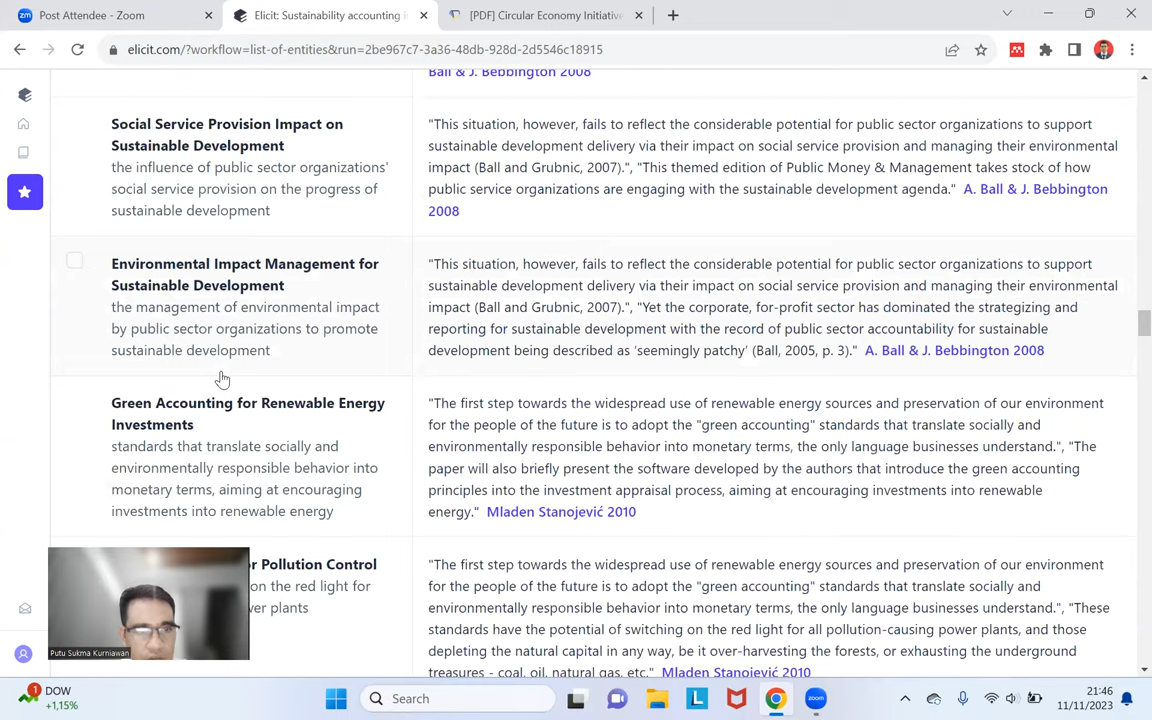 Post Attendee - Zoom
Elicit: Sustainability accounting i
[PDF] Circular Economy Initiative
elicit.com/?workflow=list-of-entities&run=2be967c7-3a36-48db-928d-2d5546c18915
Ball & J. Bebbington 2008
Social Service Provision Impact on
Sustainable Development
the influence of public sector organizations'
social service provision on the progress of
sustainable development
"This situation, however, fails to reflect the considerable potential for public sector organizations to support
sustainable development delivery via their impact on social service provision and managing their environmental
impact (Ball and Grubnic, 2007).", "This themed edition of Public Money & Management takes stock of how
public service organizations are engaging with the sustainable development agenda." A. Ball & J. Bebbington
2008
Environmental Impact Management for
Sustainable Development
the management of environmental impact
by public sector organizations to promote
sustainable development
"This situation, however, fails to reflect the considerable potential for public sector organizations to support
sustainable development delivery via their impact on social service provision and managing their environmental
impact (Ball and Grubnic, 2007).", "Yet the corporate, for-profit sector has dominated the strategizing and
reporting for sustainable development with the record of public sector accountability for sustainable
development being described as ‘seemingly patchy’ (Ball, 2005, p. 3)." A. Ball & J. Bebbington 2008
Green Accounting for Renewable Energy
Investments
standards that translate socially and
environmentally responsible behavior into
monetary terms, aiming at encouraging
investments into renewable energy
"The first step towards the widespread use of renewable energy sources and preservation of our environment
for the people of the future is to adopt the "green accounting" standards that translate socially and
environmentally responsible behavior into monetary terms, the only language businesses understand.", "The
paper will also briefly present the software developed by the authors that introduce the green accounting
principles into the investment appraisal process, aiming at encouraging investments into renewable
energy." Mladen Stanojević 2010
r Pollution Control
on the red light for
ver plants
"The first step towards the widespread use of renewable energy sources and preservation of our environment
for the people of the future is to adopt the "green accounting" standards that translate socially and
environmentally responsible behavior into monetary terms, the only language businesses understand.", "These
standards have the potential of switching on the red light for all pollution-causing power plants, and those
depleting the natural capital in any way, be it over-harvesting the forests, or exhausting the underground
treasures - coal, oil, natural gas, etc." Mladen Stanojević 2010
Putu Sukma Kurniawan
1
DOW
+1,15%
Search
21:46
11/11/2023